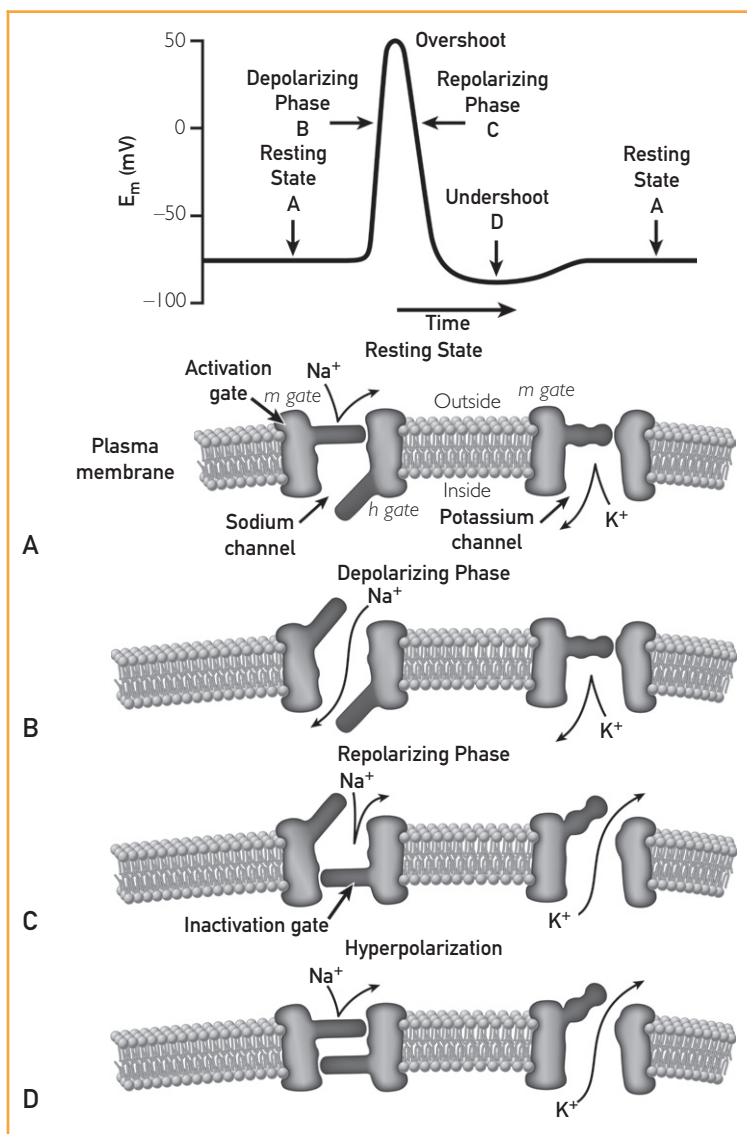 50
Overshoot
Depolarizing
Phase
B
Repolarizing
Phase
C
0
Resting
State
A
Resting
State
A
Undershoot
D
Em (mV)
−50
−100
Time
Resting State
Activation
gate
m gate
Na+
Outside
m gate
Plasma
membrane
Inside
h gate
Sodium
channel
Potassium
channel
K+
A
Depolarizing Phase
Na+
K+
B
Repolarizing Phase
Na+
Inactivation gate
K+
C
Hyperpolarization
Na+
K+
D